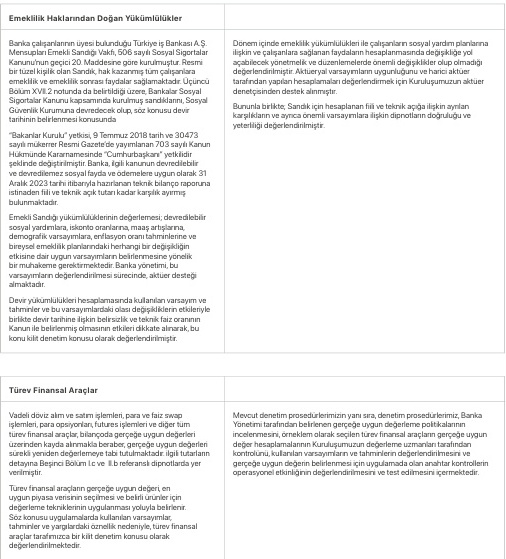 Emeklilik Haklarından Doğan Yükümlülükler
Banka çalışanlarının üyesi bulunduğu Türkiye iş Bankası A.Ş.
Mensupları Emekli Sandığı Vakfı, 506 sayılı Sosyal Sigortalar
Kanunu'nun geçici 20. Maddesine göre kurulmuştur. Resmi
bir tüzel kişilik olan Sandık, hak kazanmış tüm çalışanlara
emeklilik ve emeklilik sonrası faydalar sağlamaktadır. Üçüncü
Bölüm XVII.2 notunda da belirtildiği üzere, Bankalar Sosyal
Sigortalar Kanunu kapsamında kurulmuş sandıklarını, Sosyal
Güvenlik Kurumuna devredecek olup, söz konusu devir
tarihinin belirlenmesi konusunda
"Bakanlar Kurulu" yetkisi, 9 Temmuz 2018 tarih ve 30473
sayılı mükerrer Resmi Gazete'de yayımlanan 703 sayılı Kanun
Hükmünde Kararnamesinde "Cumhurbaşkanı" yetkilidir
şeklinde değiştirilmiştir. Banka, ilgili kanunun devredilebilir
ve devredilemez sosyal fayda ve ödemelere uygun olarak 31
Aralık 2023 tarihi itibarıyla hazırlanan teknik bilanço raporuna
istinaden fiili ve teknik açık tutarı kadar karşılık ayırmış
bulunmaktadır.
Emekli Sandığı yükümlülüklerinin değerlemesi; devredilebilir
sosyal yardımlara, iskonto oranlarına, maaş artışlarına,
demografik varsayımlara, enflasyon oranı tahminlerine ve
bireysel emeklilik planlarındaki herhangi bir değişikliğin
etkisine dair uygun varsayımların belirlenmesine yönelik
bir muhakeme gerektirmektedir. Banka yönetimi, bu
varsayımların değerlendirilmesi sürecinde, aktüer desteği
almaktadır.
Devir yükümlülükleri hesaplamasında kullanılan varsayım ve
tahminler ve bu varsayımlardaki olası değişikliklerin etkileriyle
birlikte devir tarihine ilişkin belirsizlik ve teknik faiz oranının
Kanun ile belirlenmiş olmasının etkileri dikkate alınarak, bu
konu kilit denetim konusu olarak değerlendirilmiştir.
Dönem içinde emeklilik yükümlülükleri ile çalışanların sosyal yardım planlarına
ilişkin ve çalışanlara sağlanan faydaların hesaplanmasında değişikliğe yol
açabilecek yönetmelik ve düzenlemelerde önemli değişiklikler olup olmadığı
değerlendirilmiştir. Aktüeryal varsayımların uygunluğunu ve harici aktüer
tarafından yapılan hesaplamaları değerlendirmek için Kuruluşumuzun aktüer
denetçisinden destek alınmıştır.
Bununla birlikte; Sandık için hesaplanan fiili ve teknik açığa ilişkin ayrılan
karşılıkların ve ayrıca önemli varsayımlara ilişkin dipnotların doğruluğu ve
yeterliliği değerlendirilmiştir.
Türev Finansal Araçlar
Vadeli döviz alım ve satım işlemleri, para ve faiz swap
işlemleri, para opsiyonları, futures işlemleri ve diğer tüm
türev finansal araçlar, bilançoda gerçeğe uygun değerleri
üzerinden kayda alınmakla beraber, gerçeğe uygun değerleri
sürekli yeniden değerlemeye tabi tutulmaktadır. ilgili tutarların
detayına Beşinci Bölüm I.c ve II.b referanslı dipnotlarda yer
verilmiştir.
Türev finansal araçların gerçeğe uygun değeri, en
uygun piyasa verisinin seçilmesi ve belirli ürünler için
değerleme tekniklerinin uygulanması yoluyla belirlenir.
Söz konusu uygulamalarda kullanılan varsayımlar,
tahminler ve yargılardaki öznellik nedeniyle, türev finansal
araçlar tarafımızca bir kilit denetim konusu olarak
değerlendirilmektedir.
Mevcut denetim prosedürlerimizin yanı sıra, denetim prosedürlerimiz, Banka
Yönetimi tarafından belirlenen gerçeğe uygun değerleme politikalarının
incelenmesini, örneklem olarak seçilen türev finansal araçların gerçeğe uygun
değer hesaplamalarının Kuruluşumuzun değerleme uzmanları tarafından
kontrolünü, kullanılan varsayımların ve tahminlerin değerlendirilmesini ve
gerçeğe uygun değerin belirlenmesi için uygulamada olan anahtar kontrollerin
operasyonel etkinliğinin değerlendirilmesini ve test edilmesini içermektedir.